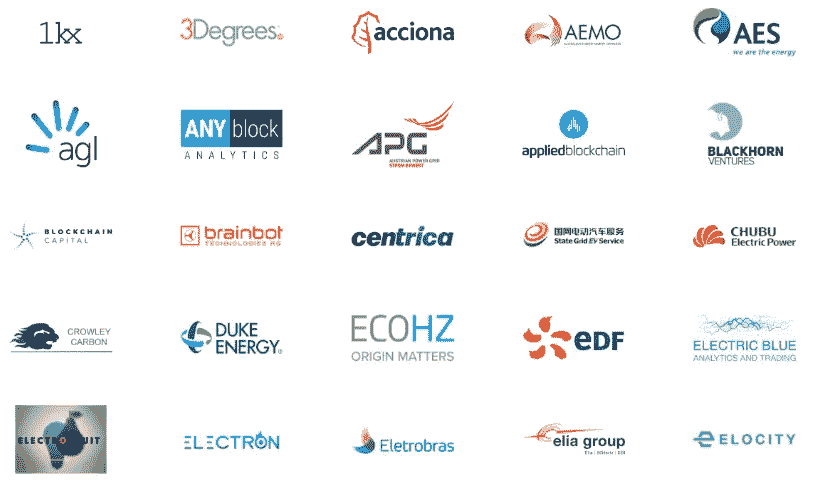 1kx
3Degrees
acciona
AEMO
AES
we are the energy
agl
ANYblock
ANALYTICS
APG
AUSTRIAN POWER GRID
appliedblockchain
BLACKHORN
VENTURES
BLOCKCHAIN
CAPITAL
brainbot
TECHNOLOGIES AG
centrica
国网电动汽车服务
State Grid EV Service
CHUBU
Electric Power
CROWLEY
CARBON
DUKE
ENERGY®
ECOHZ
ORIGIN MATTERS
eDF
ELECTRIC BLUE
ANALYTICS AND TRADING
ELECTRON
Eletrobras
elia group
ELOCITY